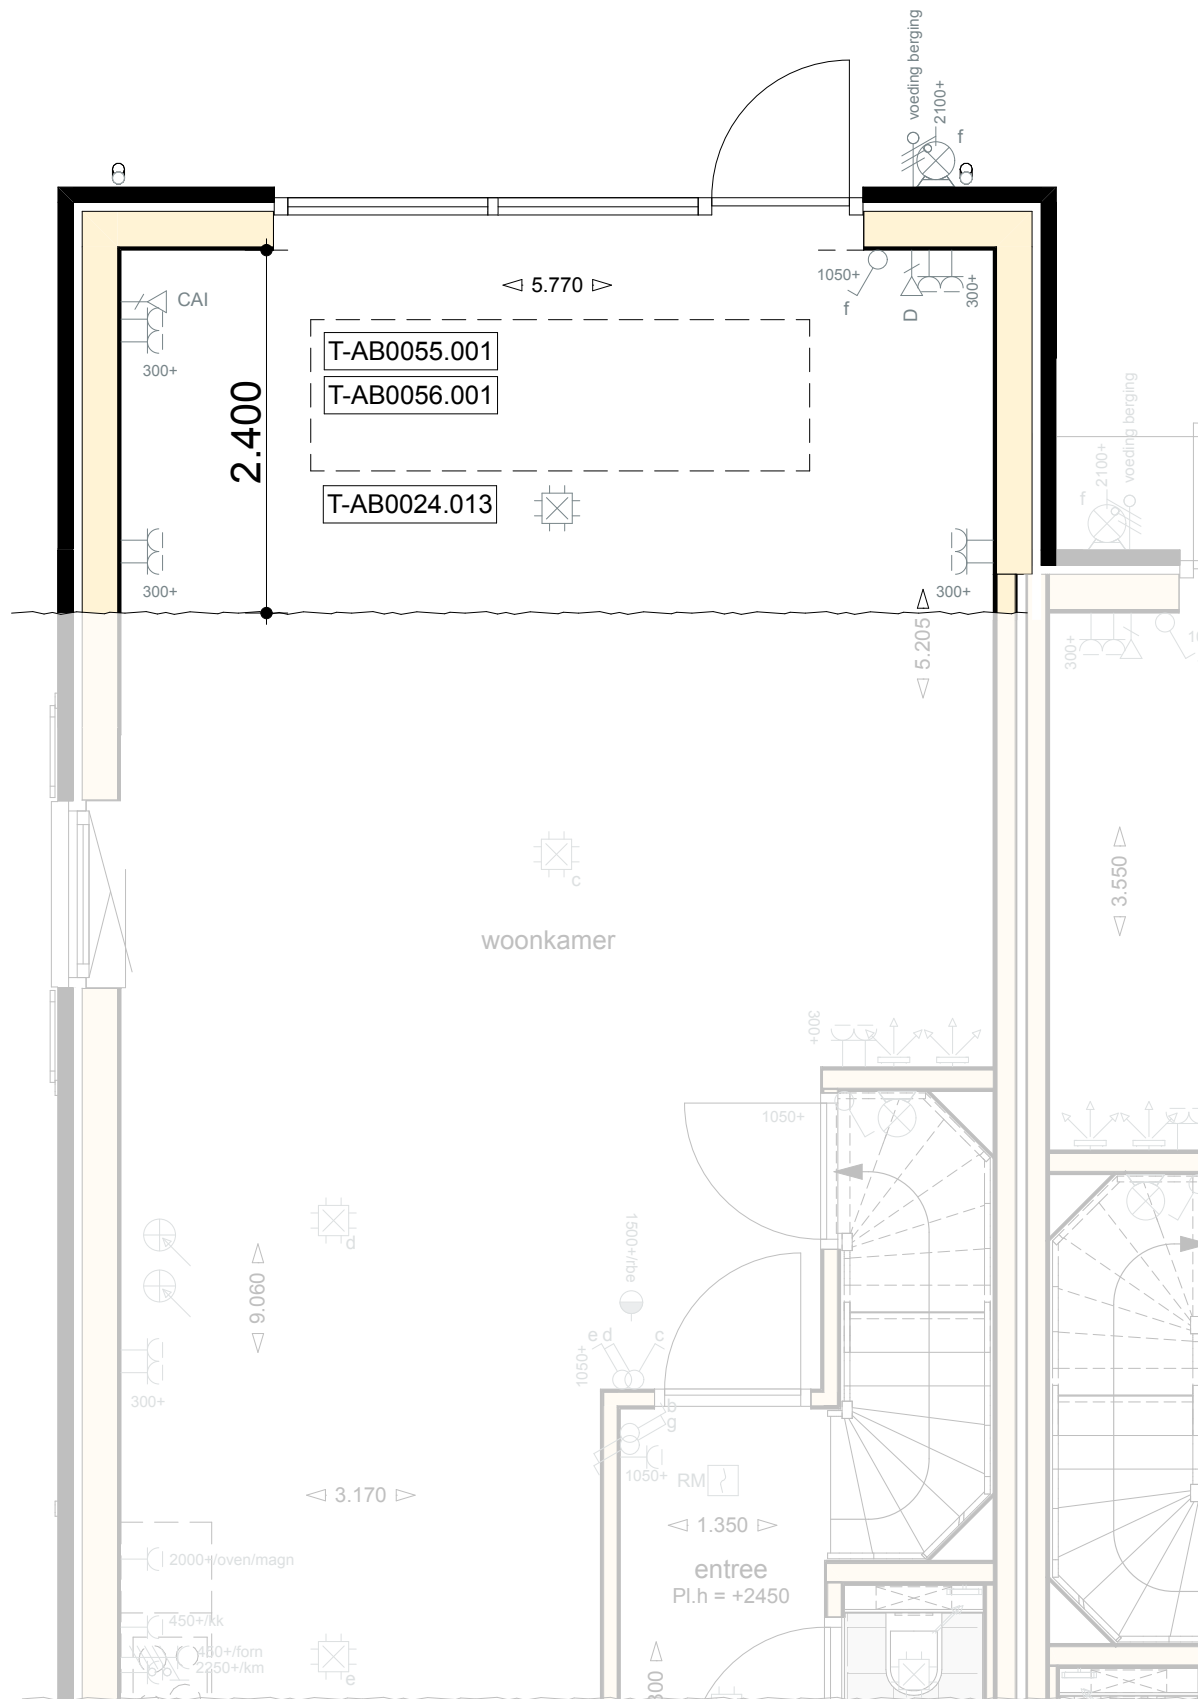 voeding berging
2100+
f
CAI
300+
5.770
1050+
f
D
300+
T-AB0055.001
T-AB0056.001
2.400
T-AB0024.013
300+
300+
voeding berging
2100+
f
5.205
300+
3.550
c
woonkamer
300+
1050+
d
1500+/rbe
9.060
e d
c
1050+
300+
b
g
1050+
RM
3.170
1.350
2000+/oven/magn
entree
Pl.h = +2450
450+/kk
450+/forn
2250+/km
e